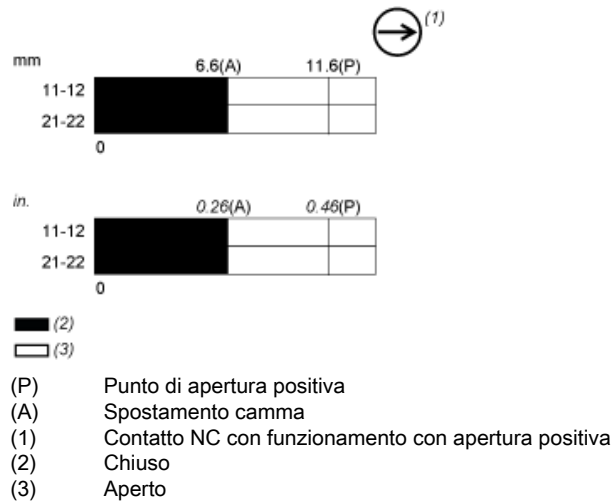 (1)
mm 6.6(A) 11.6(P)
11-12
21-22
0
in. 0.26(A) 0.46(P)
11-12
21-22
0
(2)
(3)
(P) Punto di apertura positiva
(A) Spostamento camma
(1) Contatto NC con funzionamento con apertura positiva
(2) Chiuso
(3) Aperto